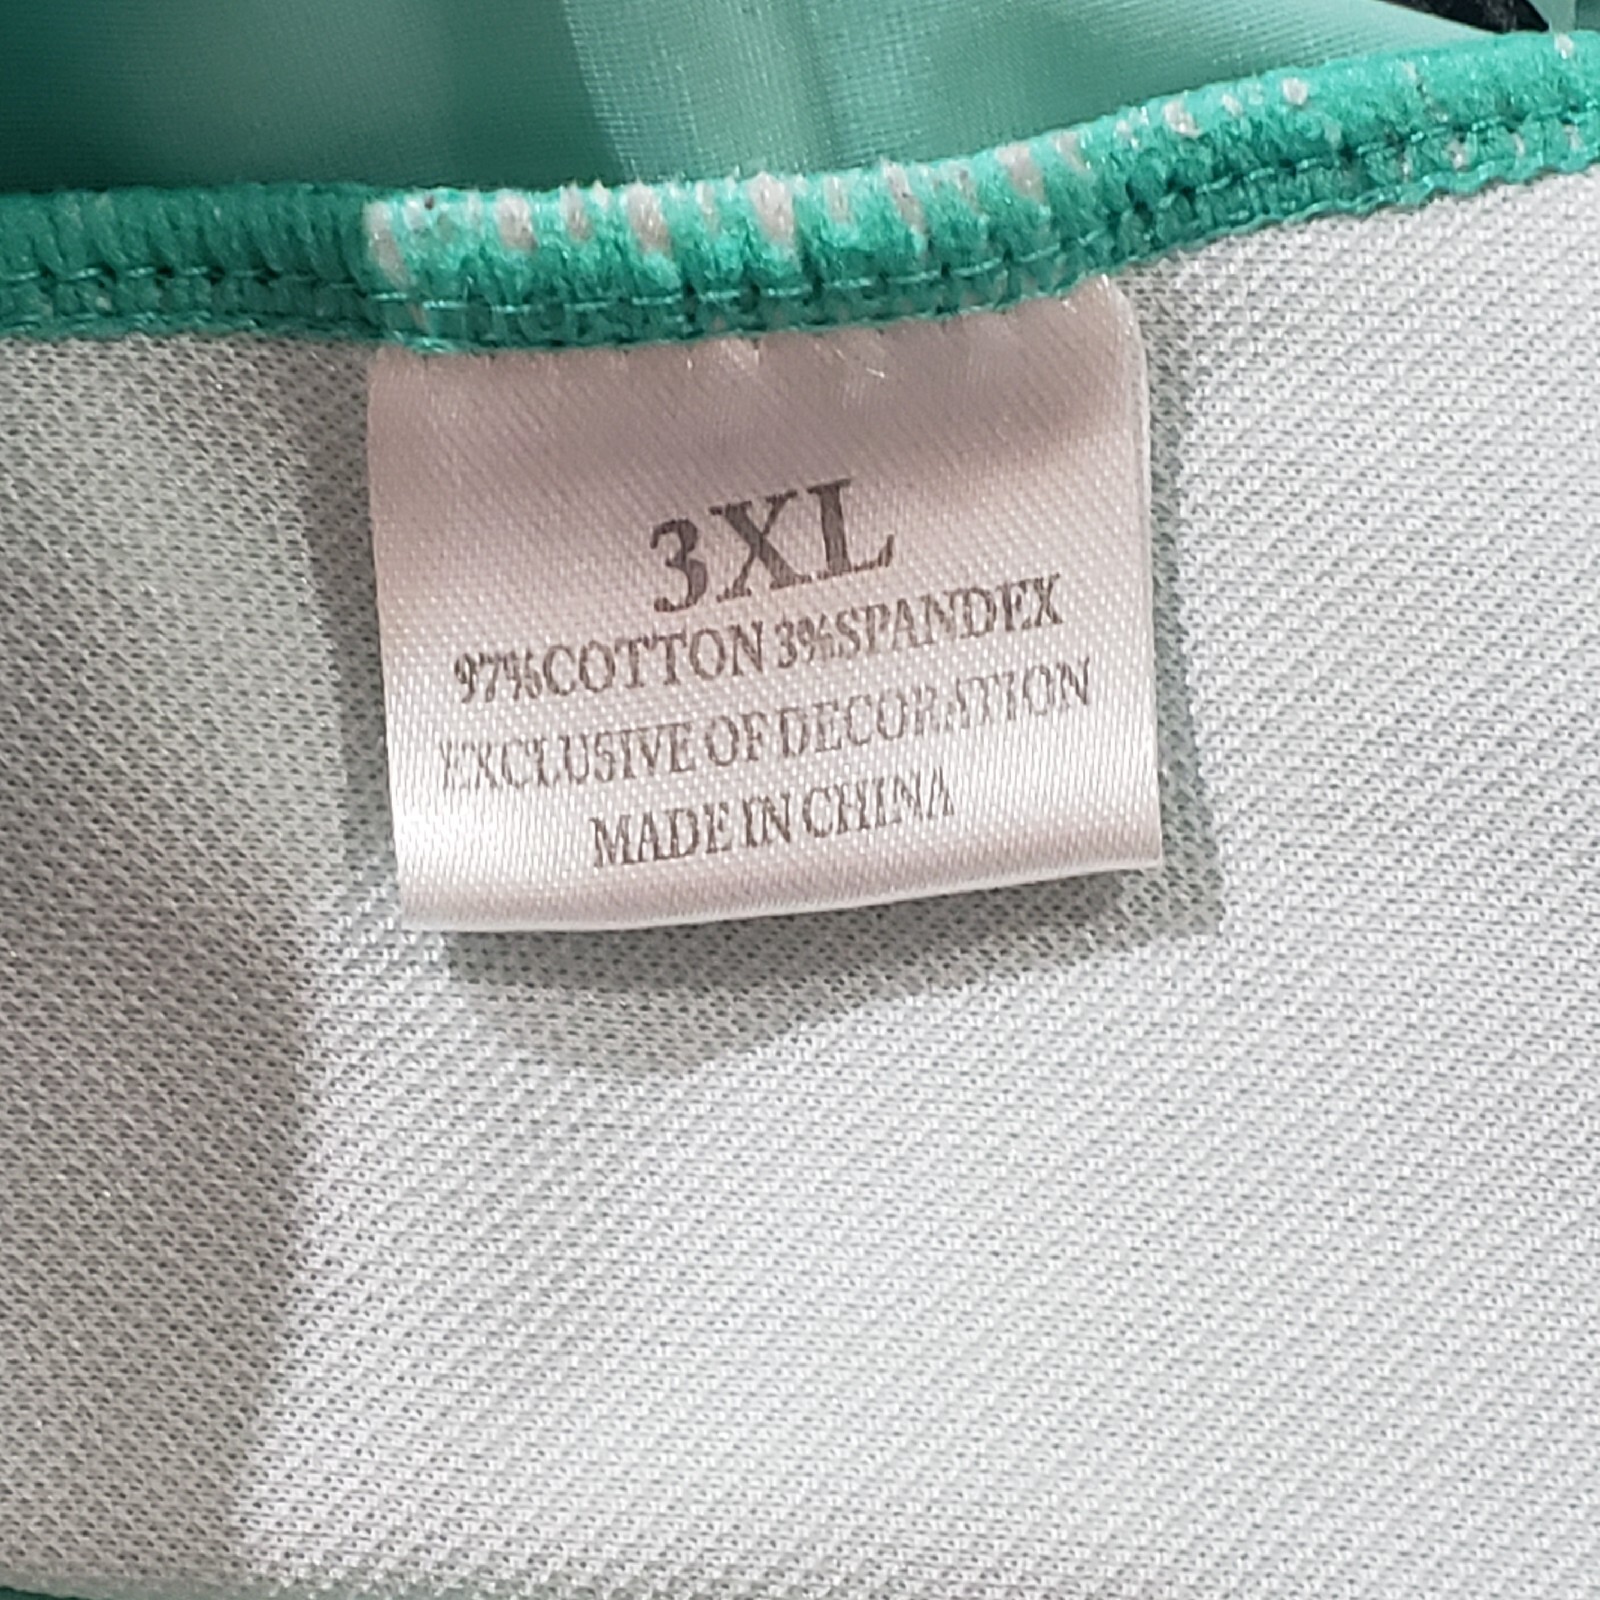 3XL
97%COTTON 3%SPANDEX
EXCLUSIVE OF DECORATION
MADE IN CHINA